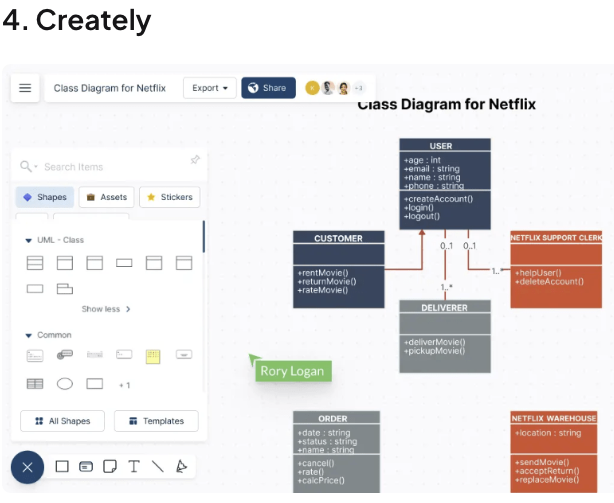 4. Creately
Class Diagram for Netflix
Export
Share
Class Diagram for Netflix
Search Items
Shapes
Assets
Stickers
UML - Class
Show less
Common
+ 1
All Shapes
Templates
T
Rory Logan
USER
+age : int
+email : string
+name : string
+phone : string
+createAccount()
+login()
+logout()
CUSTOMER
+rentMovie()
+returnMovie()
+rateMovie()
0..1
0..1
1..*
1..*
NETFLIX SUPPORT CLERK
+helpUser()
+deleteAccount()
DELIVERER
+deliverMovie()
+pickupMovie()
ORDER
+date : string
+status : string
+name : string
+cancel()
+rate()
+calcPrice()
NETFLIX WAREHOUSE
+location : string
+sendMovie()
+acceptReturn()
+replaceMovie()